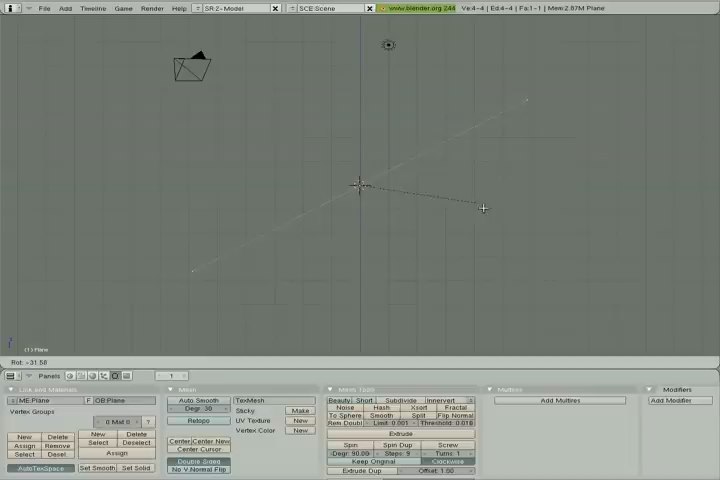 File Add Timeline Game Render Help SR:2-Model SCE:Scene www.blender.org 244 Ve:4-4 | Ed:4-4 | Fa:1-1 | Mem:2.87M Plane
(1) Plane
Rot: -31.58
Panels 1
Link and Materials Mesh Mesh Tools Multires Modifiers
ME:Plane F OB:Plane Auto Smooth TexMesh Beauty Short Subdivide Innervert Add Multires Add Modifier
Vertex Groups Degr: 30 Sticky Make Noise Hash Xsort Fractal
0 Mat 0 ? Retopo UV Texture New To Sphere Smooth Split Flip Normal
Vertex Color New Rem Doubl Limit: 0.001 Threshold: 0.018
New Delete New Delete Center Center New Extrude
Assign Remove Select Deselect Center Cursor Spin Spin Dup Screw
Select Desel. Assign Degr: 90.00 Steps: 9 Turns: 1
AutoTexSpace Set Smooth Set Solid Double Sided Keep Original Clockwise
No V.Normal Flip Extrude Dup Offset: 1.00